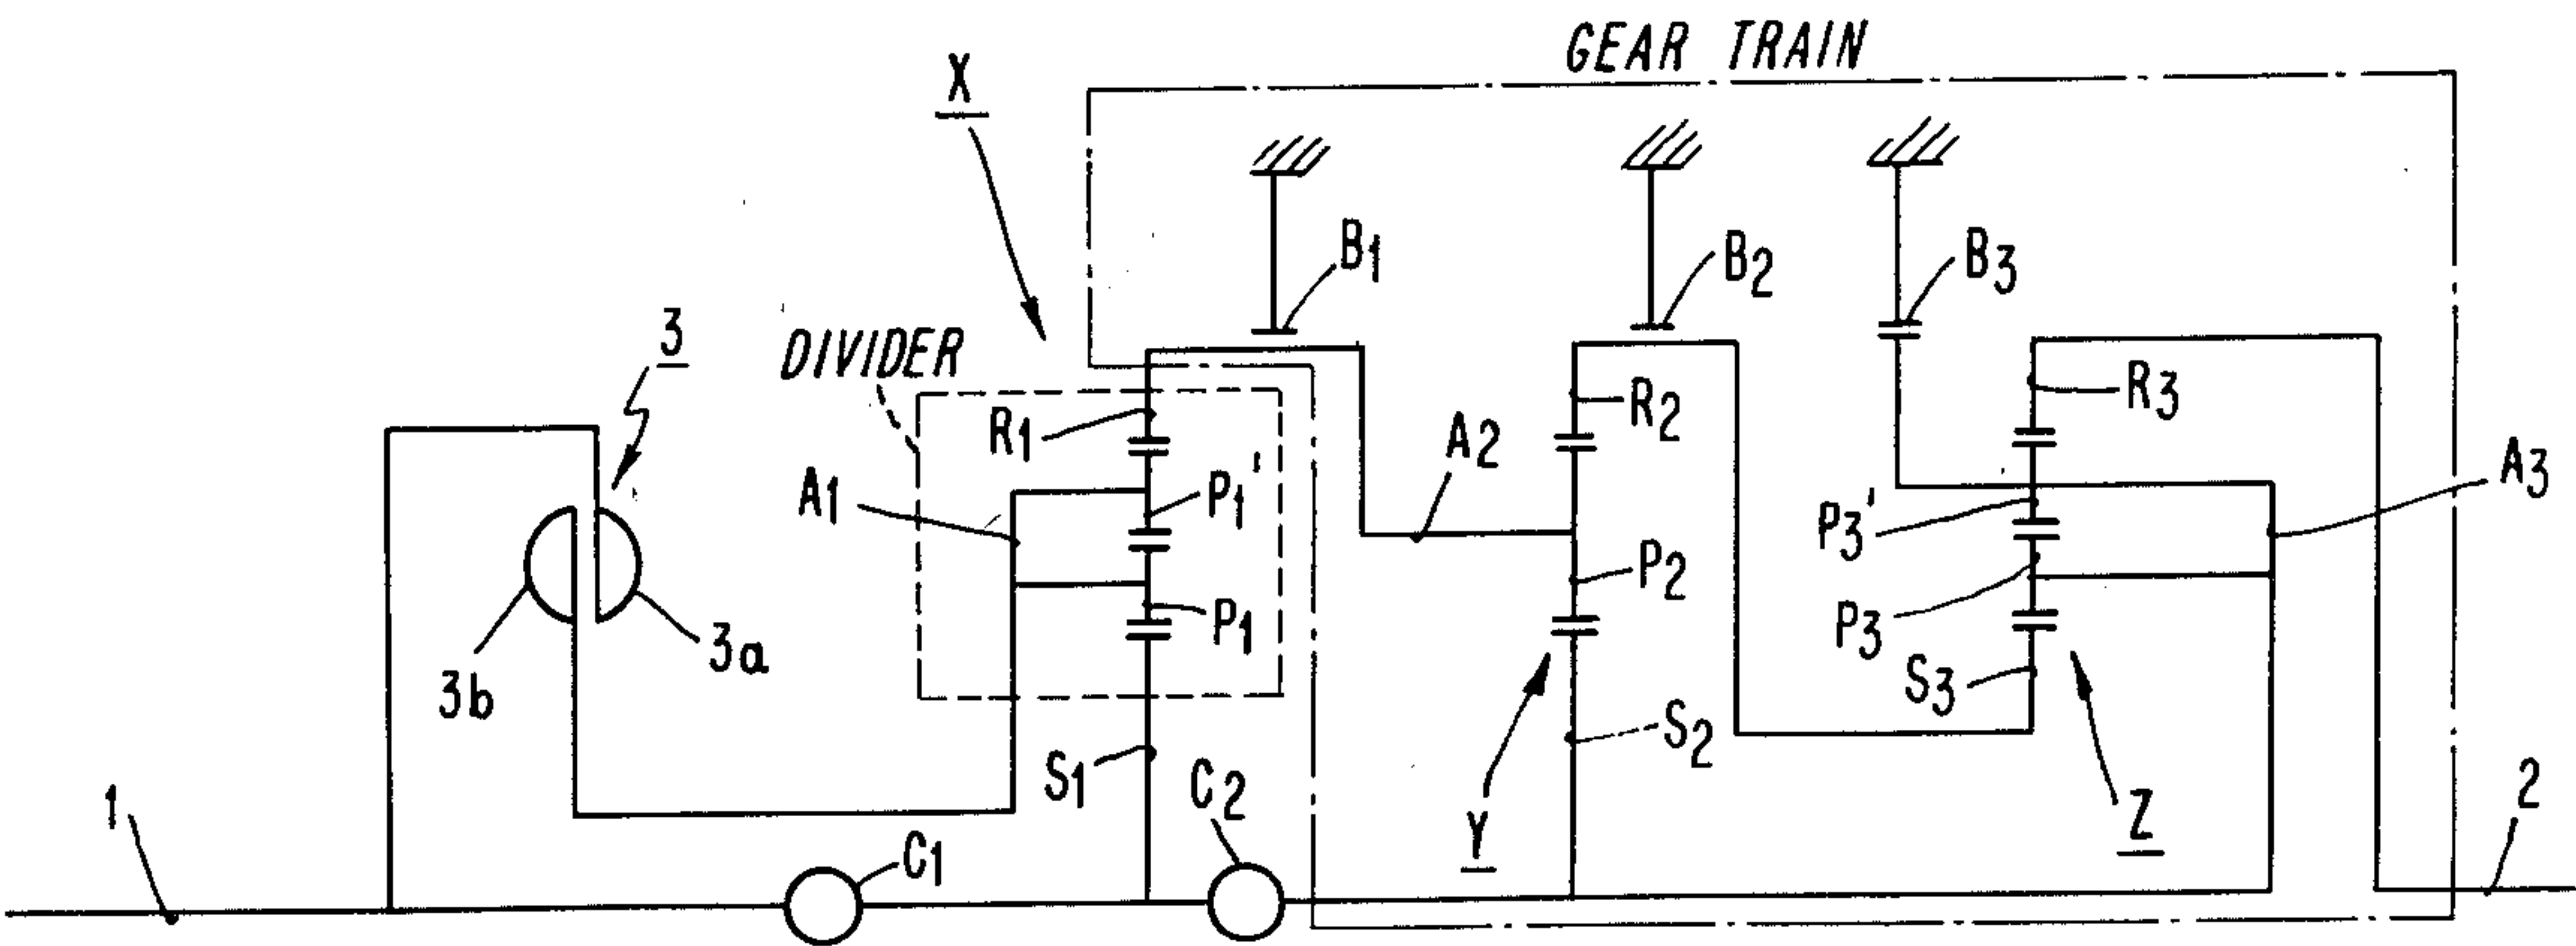 GEAR TRAIN
X
B1
B2
B3
3
DIVIDER
R1
R2
R3
A1
P1'
A2
P3'
A3
P2
P1
P3
3b
3a
S3
S1
S2
C2
1
C1
Y
Z
2